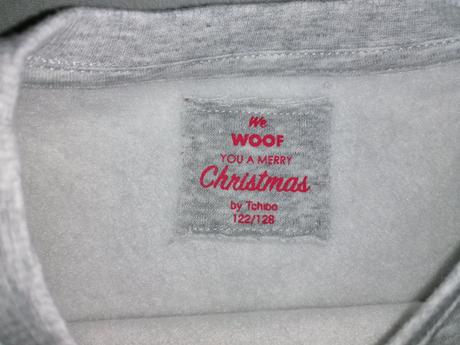 We
WOOF
YOU A MERRY
Christmas
by Tchibo
122/128